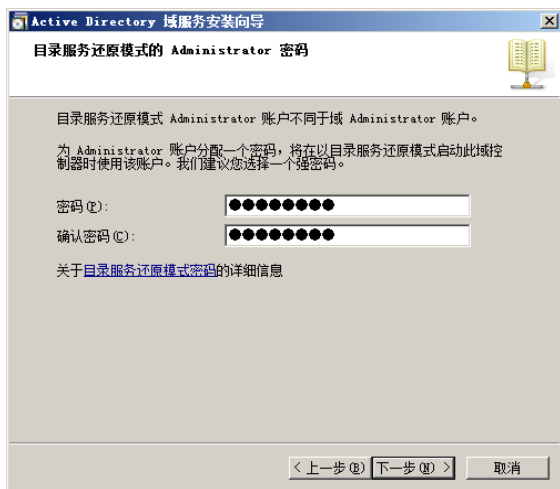 Active Directory 域服务安装向导
目录服务还原模式的 Administrator 密码
目录服务还原模式 Administrator 账户不同于域 Administrator 账户。
为 Administrator 账户分配一个密码，将在以目录服务还原模式启动此域控
制器时使用该账户。我们建议您选择一个强密码。
密码(P):
●●●●●●●●
确认密码(C):
●●●●●●●●
关于目录服务还原模式密码的详细信息
< 上一步(B) 下一步(N) > 取消